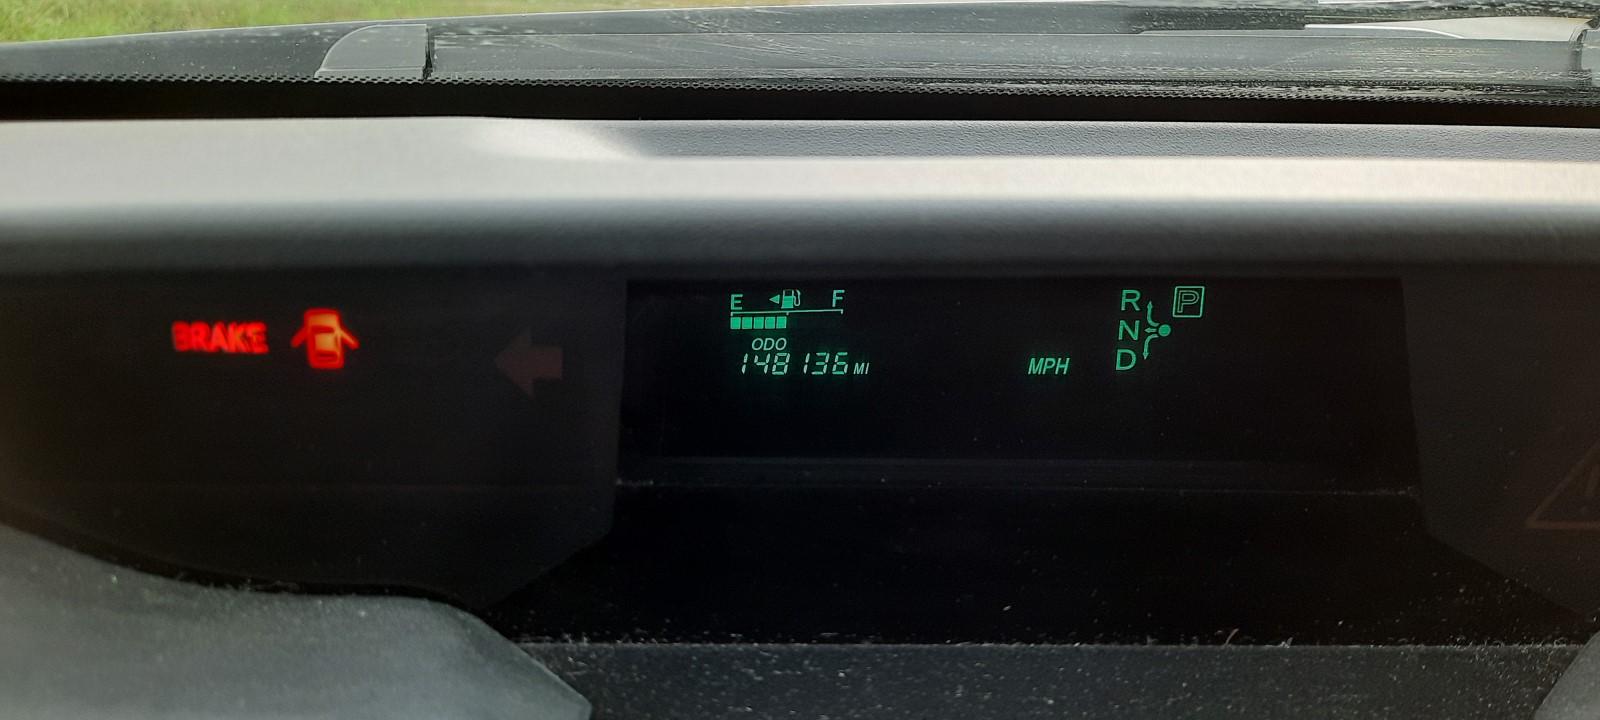 BRAKE
E F
ODO
148136 MI
MPH
R P
N
D